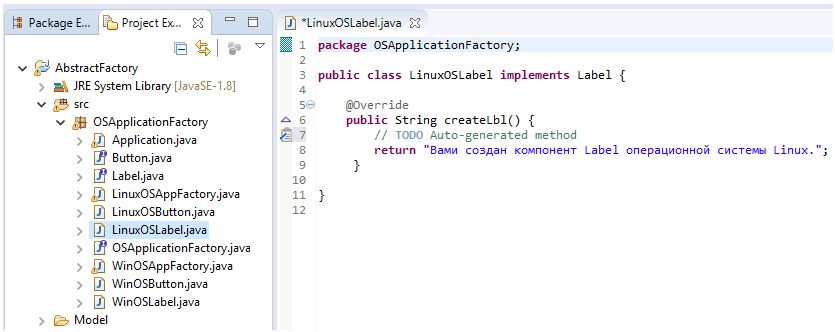 Package E...
Project Ex...
AbstractFactory
JRE System Library [JavaSE-1.8]
src
OSApplicationFactory
Application.java
Button.java
Label.java
LinuxOSAppFactory.java
LinuxOSButton.java
LinuxOSLabel.java
OSApplicationFactory.java
WinOSAppFactory.java
WinOSButton.java
WinOSLabel.java
Model
*LinuxOSLabel.java
1 package OSApplicationFactory;
2
3 public class LinuxOSLabel implements Label {
4
5 @Override
6 public String createLbl() {
7 // TODO Auto-generated method
8 return "Вами создан компонент Label операционной системы Linux.";
9 }
10
11 }
12